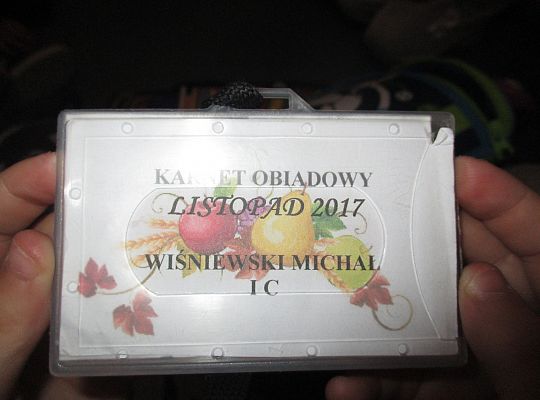 KARNET OBIADOWY
LISTOPAD 2017
WIŚNIEWSKI MICHAŁ
I C